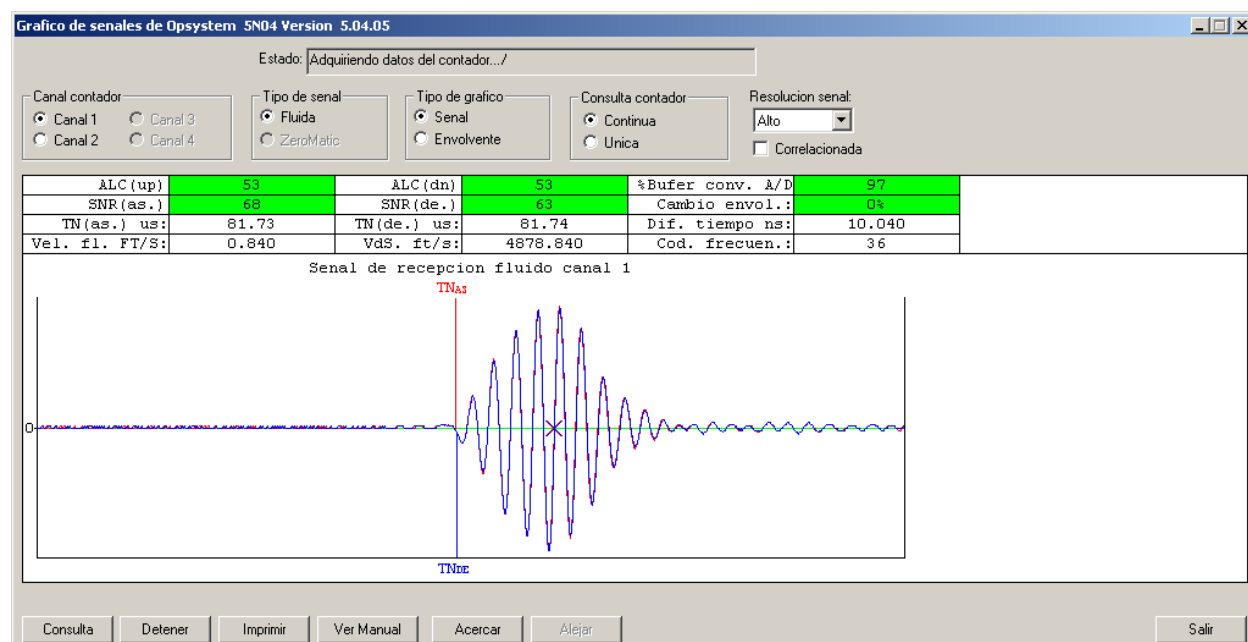 Grafico de senales de Opsystem 5N04 Version 5.04.05
Estado: Adquiriendo datos del contador.../
Canal contador Tipo de senal Tipo de grafico Consulta contador Resolucion senal:
Canal 1 Canal 3 Fluida Senal Continua Alto
Canal 2 Canal 4 ZeroMatic Envolvente Unica Correlacionada
ALC(up) 53 ALC(dn) 53 %Bufer conv. A/D 97
SNR(as.) 68 SNR(de.) 63 Cambio envol.: 0%
TN(as.) us: 81.73 TN(de.) us: 81.74 Dif. tiempo ns: 10.040
Vel. fl. FT/S: 0.840 VdS. ft/s: 4878.840 Cod. frecuen.: 36
Senal de recepcion fluido canal 1
TNAS
0
TNDE
Consulta Detener Imprimir Ver Manual Acercar Alejar Salir